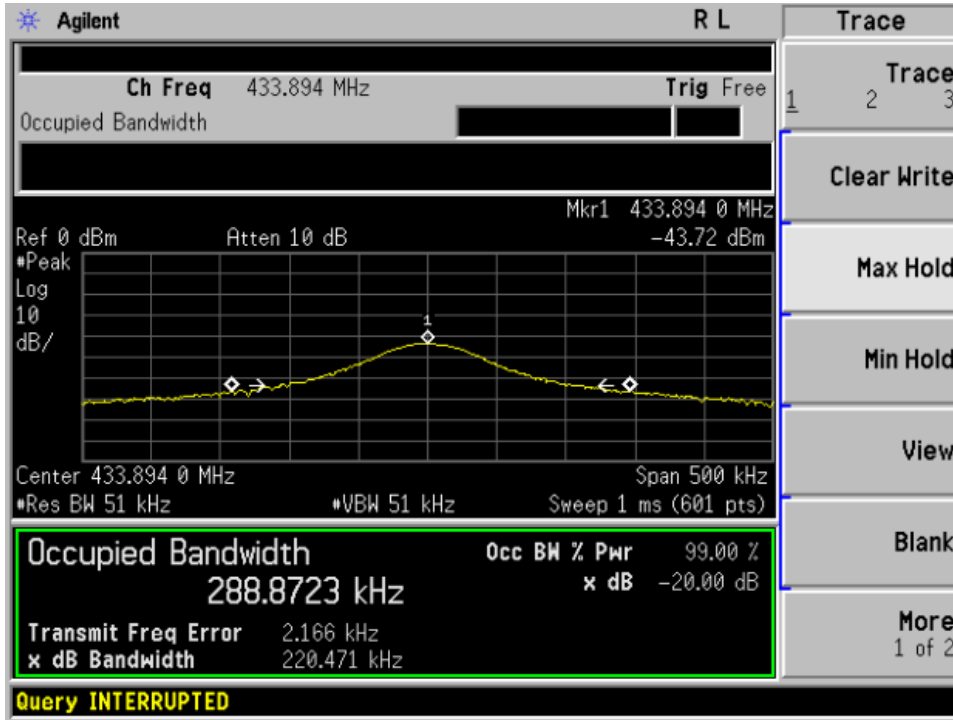 Agilent R L Trace
Ch Freq 433.894 MHz Trig Free
Occupied Bandwidth
Trace
1 2 3
Clear Write
Max Hold
Min Hold
View
Blank
More
1 of 2
Mkr1 433.894 0 MHz
Ref 0 dBm Atten 10 dB -43.72 dBm
#Peak
Log
10
dB/
1
Center 433.894 0 MHz Span 500 kHz
#Res BW 51 kHz #VBW 51 kHz Sweep 1 ms (601 pts)
Occupied Bandwidth Occ BW % Pwr 99.00 %
288.8723 kHz x dB -20.00 dB
Transmit Freq Error 2.166 kHz
x dB Bandwidth 220.471 kHz
Query INTERRUPTED